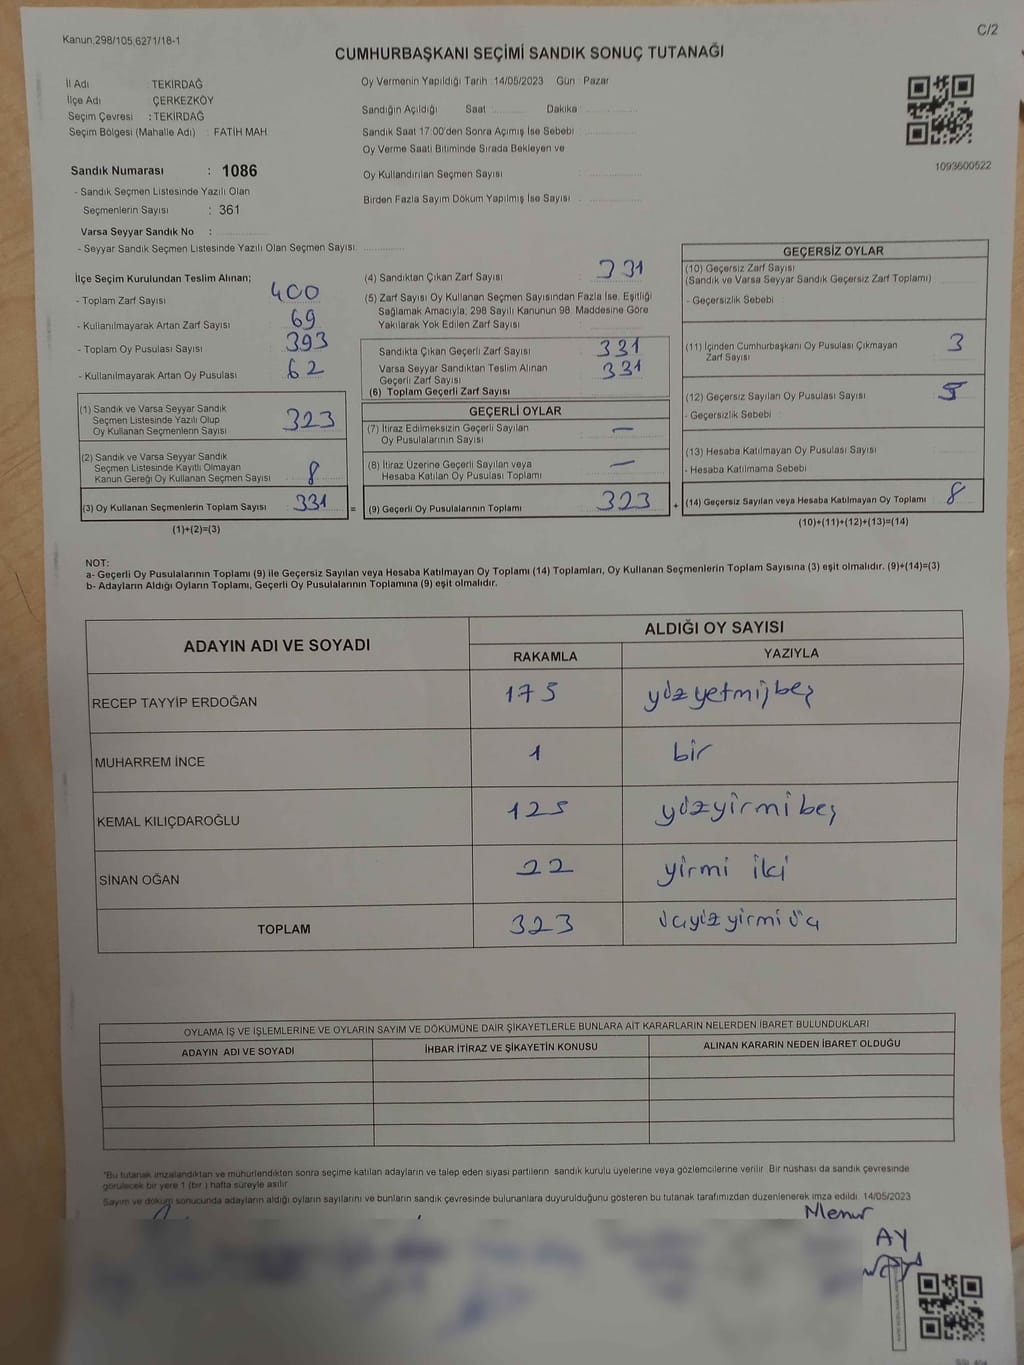 Kanun,298/105,6271/18-1
C/2
CUMHURBAŞKANI SEÇİMİ SANDIK SONUÇ TUTANAĞI
İl Adı TEKİRDAĞ
İlçe Adı ÇERKEZKÖY
Seçim Çevresi : TEKİRDAĞ
Seçim Bölgesi (Mahalle Adı) : FATİH MAH.
Sandık Numarası : 1086
- Sandık Seçmen Listesinde Yazılı Olan
Seçmenlerin Sayısı : 361
Varsa Seyyar Sandık No :
- Seyyar Sandık Seçmen Listesinde Yazılı Olan Seçmen Sayısı:
Oy Vermenin Yapıldığı Tarih :14/05/2023 Gün Pazar
Sandığın Açıldığı Saat Dakika
Sandık Saat 17:00'den Sonra Açımış İse Sebebi
Oy Verme Saati Bitiminde Sırada Bekleyen ve
Oy Kullandırılan Seçmen Sayısı :
Birden Fazla Sayım Döküm Yapılmış İse Sayısı :
1093600522
İlçe Seçim Kurulundan Teslim Alınan;
- Toplam Zarf Sayısı 400
- Kullanılmayarak Artan Zarf Sayısı 69
- Toplam Oy Pusulası Sayısı 393
- Kullanılmayarak Artan Oy Pusulası 62
(1) Sandık ve Varsa Seyyar Sandık
Seçmen Listesinde Yazılı Olup
Oy Kullanan Seçmenlerin Sayısı 323
(2) Sandık ve Varsa Seyyar Sandık
Seçmen Listesinde Kayıtlı Olmayan
Kanun Gereği Oy Kullanan Seçmen Sayısı 8
(3) Oy Kullanan Seçmenlerin Toplam Sayısı 331 =
(1)+(2)=(3)
(4) Sandıktan Çıkan Zarf Sayısı 331
(5) Zarf Sayısı Oy Kullanan Seçmen Sayısından Fazla İse, Eşitliği
Sağlamak Amacıyla; 298 Sayılı Kanunun 98. Maddesine Göre
Yakılarak Yok Edilen Zarf Sayısı :
Sandıkta Çıkan Geçerli Zarf Sayısı 331
Varsa Seyyar Sandıktan Teslim Alınan 331
Geçerli Zarf Sayısı
(6) Toplam Geçerli Zarf Sayısı
GEÇERLİ OYLAR
(7) İtiraz Edilmeksizin Geçerli Sayılan —
Oy Pusulalarının Sayısı
(8) İtiraz Üzerine Geçerli Sayılan veya —
Hesaba Katılan Oy Pusulası Toplamı
(9) Geçerli Oy Pusulalarının Toplamı 323 +
GEÇERSİZ OYLAR
(10) Geçersiz Zarf Sayısı
(Sandık ve Varsa Seyyar Sandık Geçersiz Zarf Toplamı)
- Geçersizlik Sebebi :
(11) İçinden Cumhurbaşkanı Oy Pusulası Çıkmayan 3
Zarf Sayısı
(12) Geçersiz Sayılan Oy Pusulası Sayısı 5
- Geçersizlik Sebebi :
(13) Hesaba Katılmayan Oy Pusulası Sayısı
- Hesaba Katılmama Sebebi
(14) Geçersiz Sayılan veya Hesaba Katılmayan Oy Toplamı 8
(10)+(11)+(12)+(13)=(14)
NOT:
a- Geçerli Oy Pusulalarının Toplamı (9) ile Geçersiz Sayılan veya Hesaba Katılmayan Oy Toplamı (14) Toplamları, Oy Kullanan Seçmenlerin Toplam Sayısına (3) eşit olmalıdır. (9)+(14)=(3)
b- Adayların Aldığı Oyların Toplamı, Geçerli Oy Pusulalarının Toplamına (9) eşit olmalıdır.
ADAYIN ADI VE SOYADI ALDIĞI OY SAYISI
RAKAMLA YAZIYLA
RECEP TAYYİP ERDOĞAN 175 yüzyetmişbeş
MUHARREM İNCE 1 bir
KEMAL KILIÇDAROĞLU 125 yüzyirmi beş
SİNAN OĞAN 22 yirmi iki
TOPLAM 323 üçyüzyirmi üç
OYLAMA İŞ VE İŞLEMLERİNE VE OYLARIN SAYIM VE DÖKÜMÜNE DAİR ŞİKAYETLERLE BUNLARA AİT KARARLARIN NELERDEN İBARET BULUNDUKLARI
ADAYIN ADI VE SOYADI İHBAR İTİRAZ VE ŞİKAYETİN KONUSU ALINAN KARARIN NEDEN İBARET OLDUĞU
*Bu tutanak imzalandıktan ve mühürlendikten sonra seçime katılan adayların ve talep eden siyasi partilerin sandık kurulu üyelerine veya gözlemcilerine verilir. Bir nüshası da sandık çevresinde
görülecek bir yere 1 (bir ) hafta süreyle asılır.
Sayım ve döküm sonucunda adayların aldığı oyların sayılarını ve bunların sandık çevresinde bulunanlara duyurulduğunu gösteren bu tutanak tarafımızdan düzenlenerek imza edildi. 14/05/2023
Memur
AY